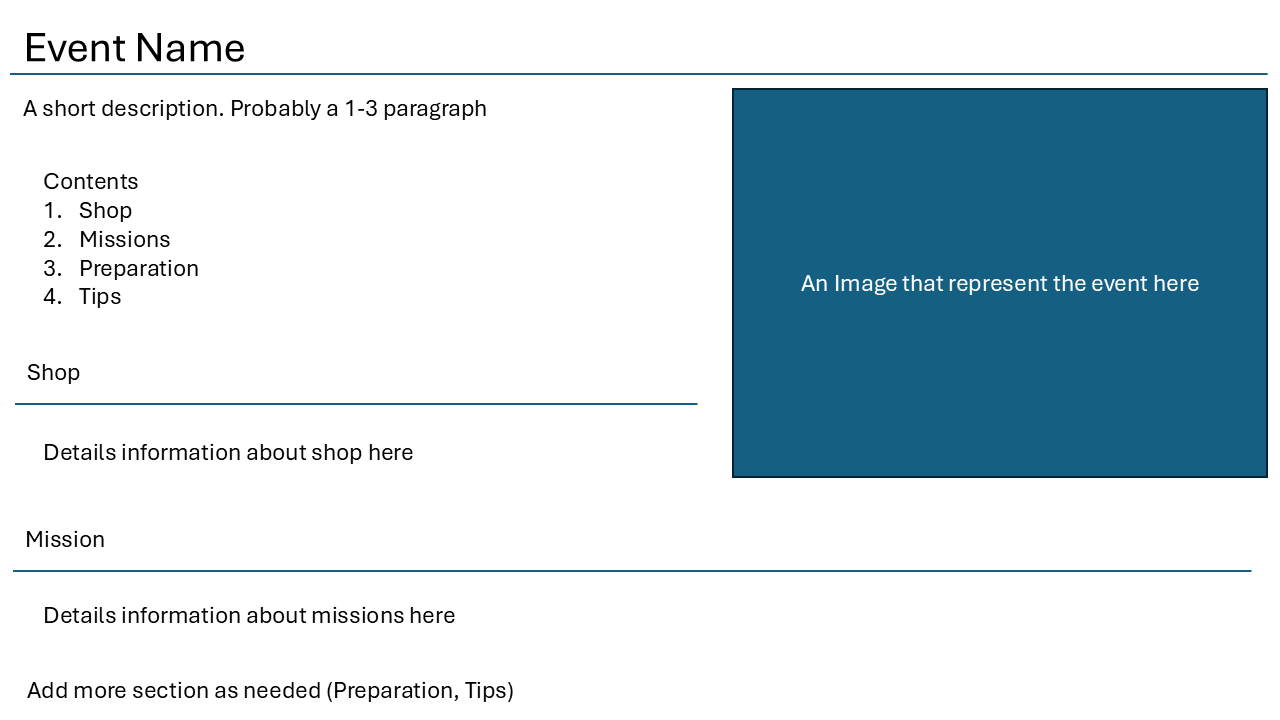 Event Name
A short description. Probably a 1-3 paragraph
Contents
1. Shop
2. Missions
3. Preparation
4. Tips
An Image that represent the event here
Shop
Details information about shop here
Mission
Details information about missions here
Add more section as needed (Preparation, Tips)